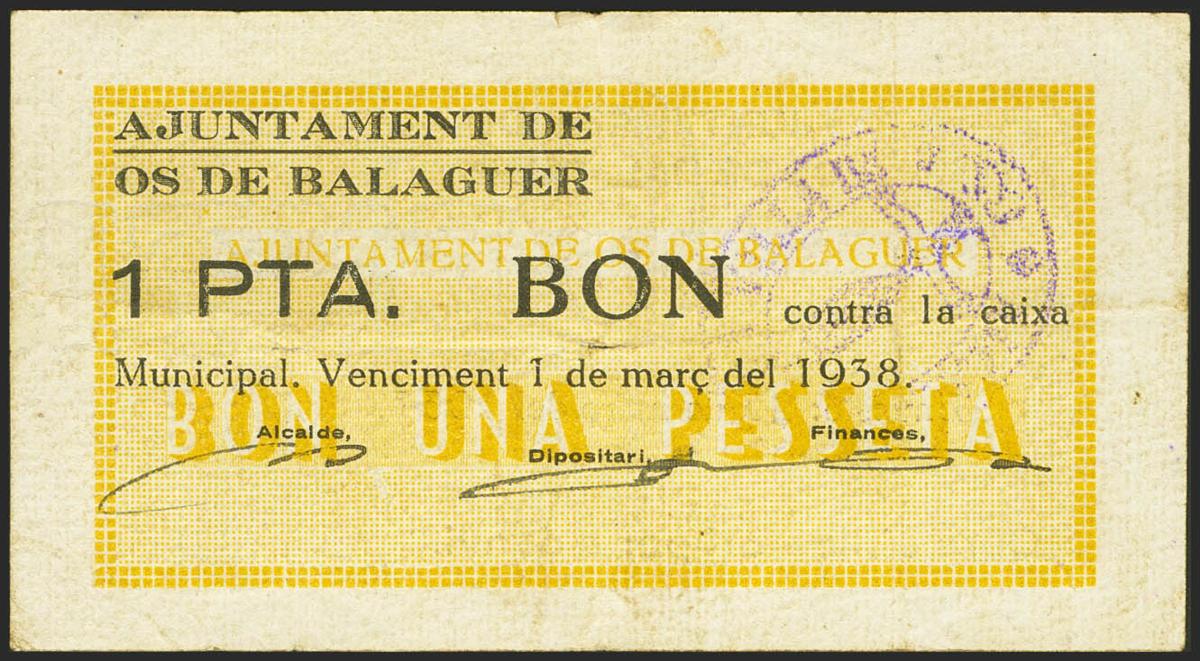 AJUNTAMENT DE
OS DE BALAGUER
AJUNTAMENT DE OS DE BALAGUER
1 PTA. BON contra la caixa
Municipal. Venciment 1 de març del 1938.
BON UNA PESSETA
Alcalde,
Finances,
Dipositari,